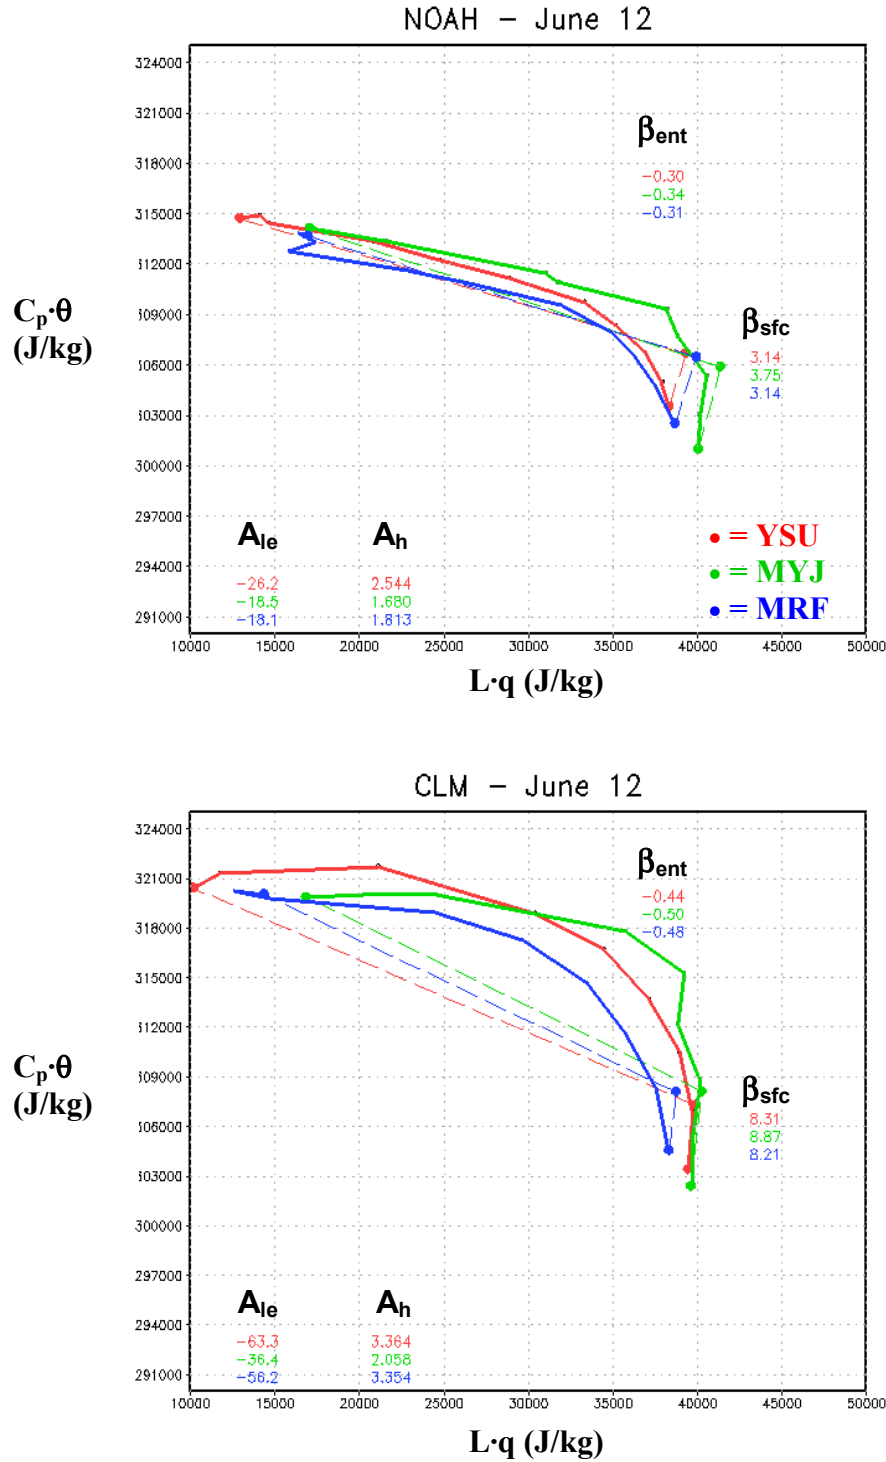 NOAH – June 12
324000
321000
318000
315000
312000
309000
306000
303000
300000
297000
294000
291000
10000 15000 20000 25000 30000 35000 40000 45000 50000
Cp·θ
(J/kg)
βent
−0.30
−0.34
−0.31
βsfc
3.14
3.75
3.14
Ale Ah
−26.2 2.544
−18.5 1.680
−18.1 1.813
• = YSU
• = MYJ
• = MRF
L·q (J/kg)
CLM – June 12
324000
321000
318000
315000
312000
309000
306000
303000
300000
297000
294000
291000
10000 15000 20000 25000 30000 35000 40000 45000 50000
Cp·θ
(J/kg)
βent
−0.44
−0.50
−0.48
βsfc
8.31
8.87
8.21
Ale Ah
−63.3 3.364
−36.4 2.058
−56.2 3.354
L·q (J/kg)